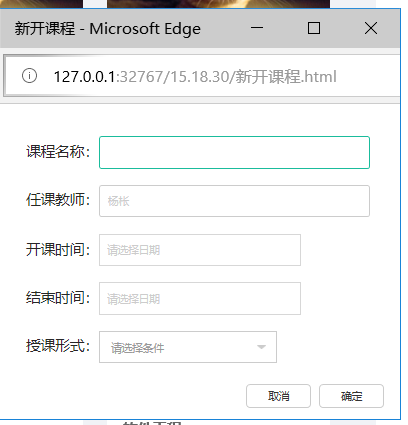 新开课程 - Microsoft Edge
127.0.0.1:32767/15.18.30/新开课程.html
课程名称：
任课教师： 杨枨
开课时间： 请选择日期
结束时间： 请选择日期
授课形式： 请选择条件
取消 确定